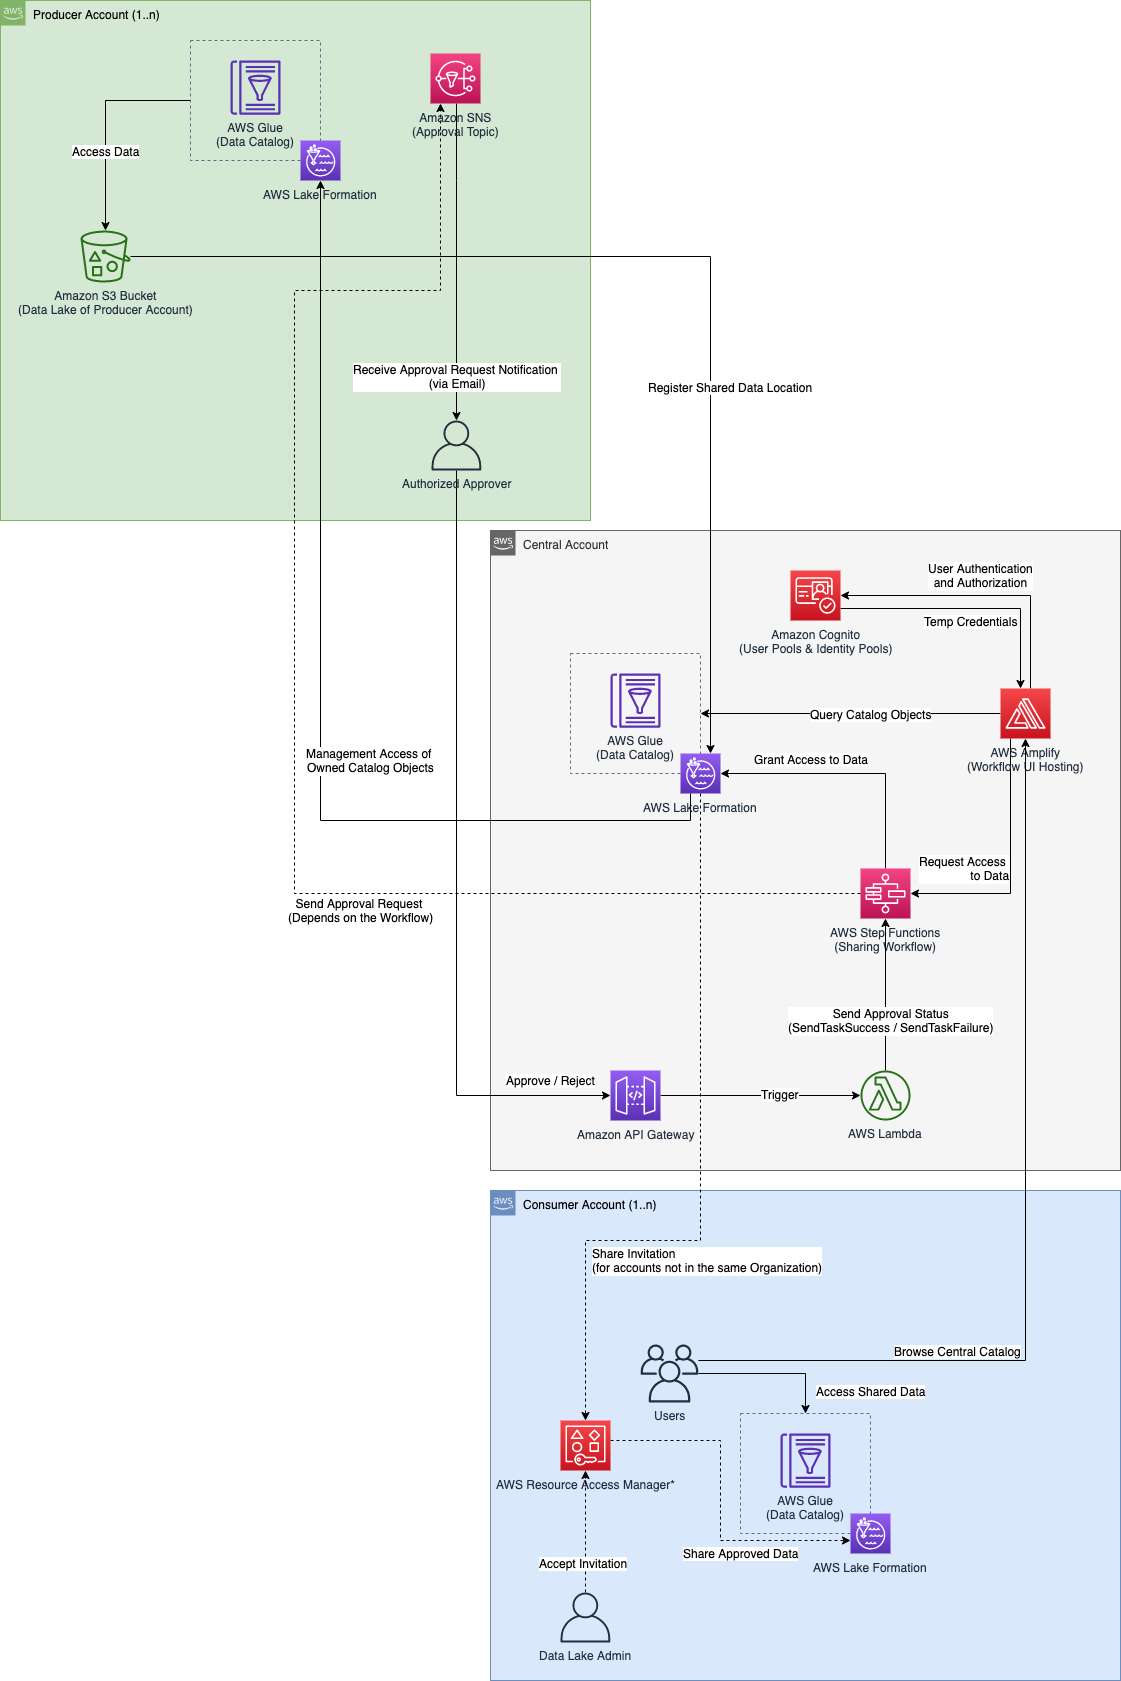 aws
Producer Account (1..n)
AWS Glue
(Data Catalog)
Amazon SNS
(Approval Topic)
Access Data
AWS Lake Formation
Amazon S3 Bucket
(Data Lake of Producer Account)
Receive Approval Request Notification
(via Email)
Register Shared Data Location
Authorized Approver
aws
Central Account
User Authentication
and Authorization
Temp Credentials
Amazon Cognito
(User Pools & Identity Pools)
Query Catalog Objects
AWS Glue
(Data Catalog)
AWS Amplify
(Workflow UI Hosting)
Management Access of
Owned Catalog Objects
Grant Access to Data
AWS Lake Formation
Request Access
to Data
Send Approval Request
(Depends on the Workflow)
AWS Step Functions
(Sharing Workflow)
Send Approval Status
(SendTaskSuccess / SendTaskFailure)
Approve / Reject
Trigger
Amazon API Gateway
AWS Lambda
aws
Consumer Account (1..n)
Share Invitation
(for accounts not in the same Organization)
Browse Central Catalog
Access Shared Data
Users
AWS Resource Access Manager*
AWS Glue
(Data Catalog)
Share Approved Data
Accept Invitation
AWS Lake Formation
Data Lake Admin